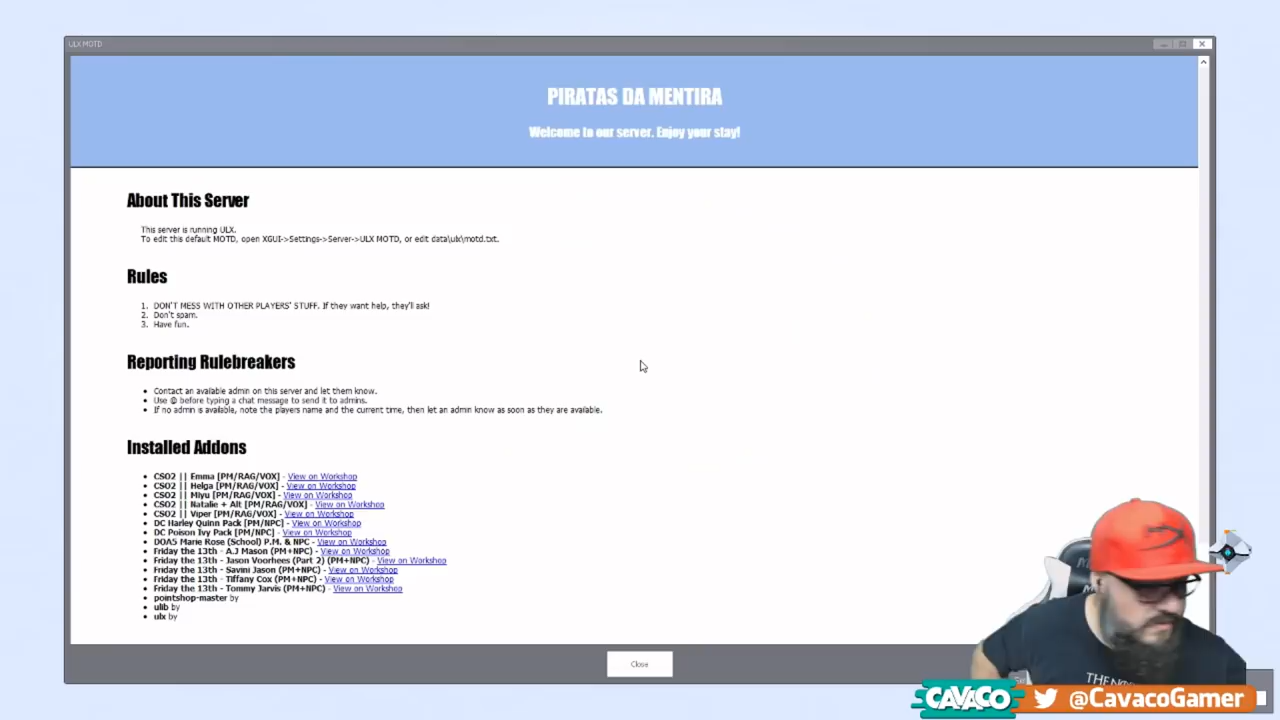 ULX MOTD
PIRATAS DA MENTIRA
Welcome to our server. Enjoy your stay!
About This Server
This server is running ULX.
To edit this default MOTD, open XGUI->Settings->Server->ULX MOTD, or edit data\ulx\motd.txt.
Rules
1. DON'T MESS WITH OTHER PLAYERS' STUFF. If they want help, they'll ask!
2. Don't spam.
3. Have fun.
Reporting Rulebreakers
• Contact an available admin on this server and let them know.
• Use @ before typing a chat message to send it to admins.
• If no admin is available, note the players name and the current time, then let an admin know as soon as they are available.
Installed Addons
• CSO2 || Emma [PM/RAG/VOX] - View on Workshop
• CSO2 || Helga [PM/RAG/VOX] - View on Workshop
• CSO2 || Miyu [PM/RAG/VOX] - View on Workshop
• CSO2 || Natalie + Alt [PM/RAG/VOX] - View on Workshop
• CSO2 || Viper [PM/RAG/VOX] - View on Workshop
• DC Harley Quinn Pack [PM/NPC] - View on Workshop
• DC Poison Ivy Pack [PM/NPC] - View on Workshop
• DOA5 Marie Rose (School) P.M. & NPC - View on Workshop
• Friday the 13th - A.J Mason (PM+NPC) - View on Workshop
• Friday the 13th - Jason Voorhees (Part 2) (PM+NPC) - View on Workshop
• Friday the 13th - Savini Jason (PM+NPC) - View on Workshop
• Friday the 13th - Tiffany Cox (PM+NPC) - View on Workshop
• Friday the 13th - Tommy Jarvis (PM+NPC) - View on Workshop
• pointshop-master by
• ulib by
• ulx by
Close
CAVACO @CavacoGamer